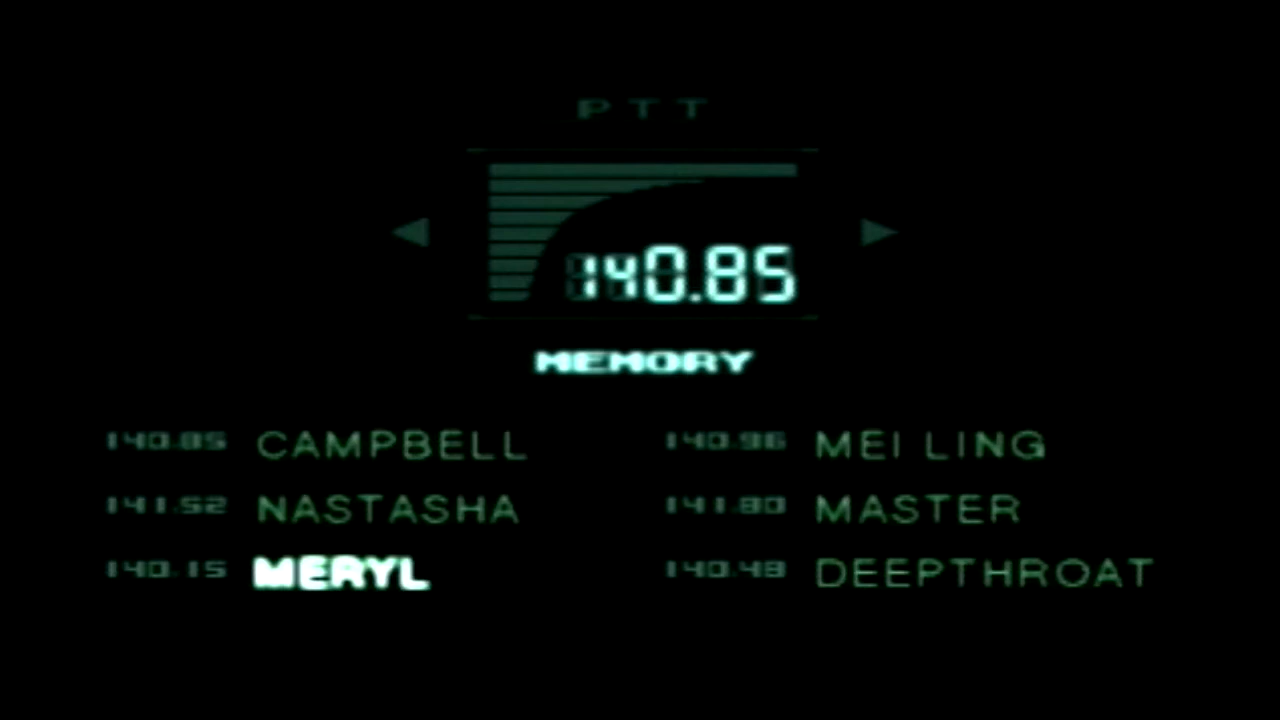 PTT
140.85
MEMORY
140.85 CAMPBELL 140.96 MEI LING
141.52 NASTASHA 141.80 MASTER
140.15 MERYL 140.48 DEEPTHROAT